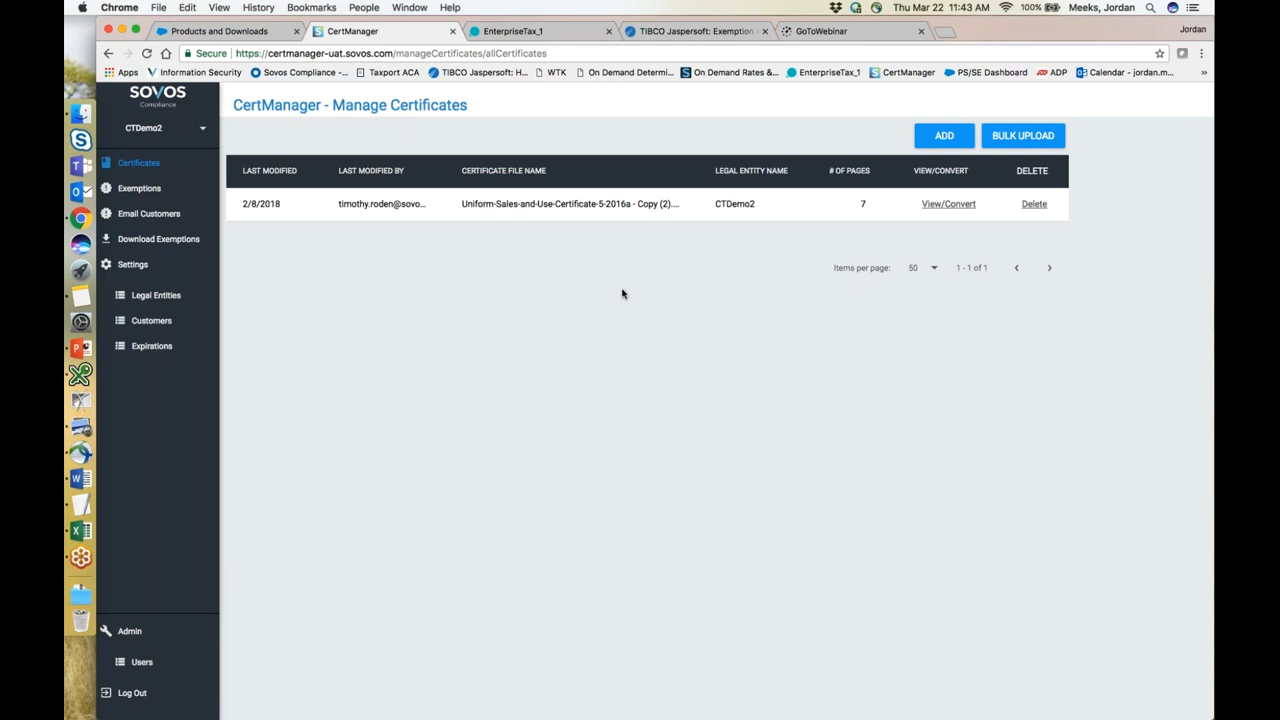 Chrome File Edit View History Bookmarks People Window Help Thu Mar 22 11:43 AM 100% Meeks, Jordan
Products and Downloads CertManager EnterpriseTax_1 TIBCO Jaspersoft: Exemption GoToWebinar Jordan
Secure https://certmanager-uat.sovos.com/manageCertificates/allCertificates
Apps Information Security Sovos Compliance -... Taxport ACA TIBCO Jaspersoft: H... WTK On Demand Determi... On Demand Rates &... EnterpriseTax_1 CertManager PS/SE Dashboard ADP Calendar - jordan.m... »
SOVOS
Compliance
CTDemo2
Certificates
Exemptions
Email Customers
Download Exemptions
Settings
Legal Entities
Customers
Expirations
Admin
Users
Log Out
CertManager - Manage Certificates
ADD BULK UPLOAD
LAST MODIFIED LAST MODIFIED BY CERTIFICATE FILE NAME LEGAL ENTITY NAME # OF PAGES VIEW/CONVERT DELETE
2/8/2018 timothy.roden@sovo... Uniform-Sales-and-Use-Certificate-5-2016a - Copy (2).... CTDemo2 7 View/Convert Delete
Items per page: 50 1 - 1 of 1